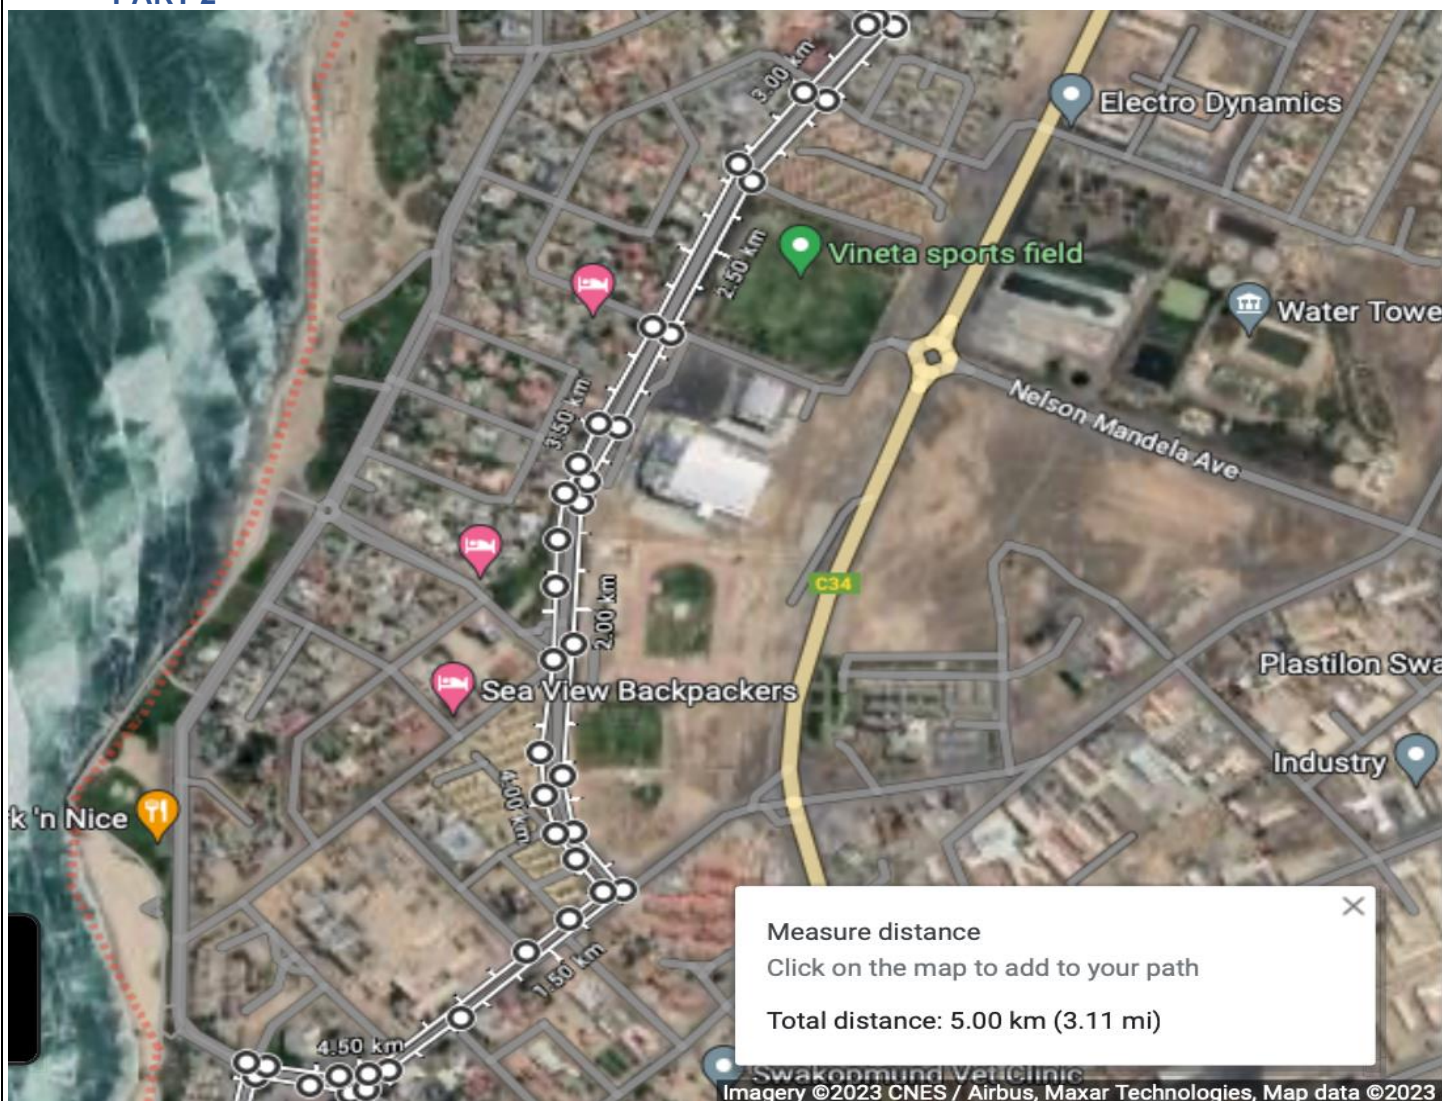 PART 2
3.00 km
Electro Dynamics
Vineta sports field
2.50 km
Water Towe
Nelson Mandela Ave
3.50 km
C34
2.00 km
Plastilon Swa
Sea View Backpackers
Industry
4.00 km
k 'n Nice
Measure distance
Click on the map to add to your path
1.50 km
Total distance: 5.00 km (3.11 mi)
4.50 km
Swakopmund Vet Clinic
Imagery ©2023 CNES / Airbus, Maxar Technologies, Map data ©2023